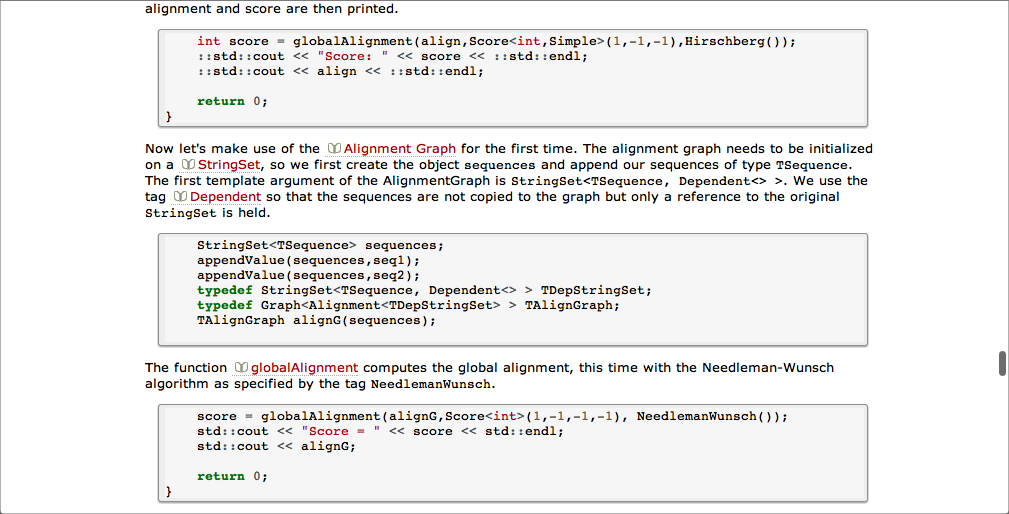 alignment and score are then printed.
int score = globalAlignment(align,Score<int,Simple>(1,-1,-1),Hirschberg());
::std::cout << "Score: " << score << ::std::endl;
::std::cout << align << ::std::endl;
return 0;
}
Now let's make use of the Alignment Graph for the first time. The alignment graph needs to be initialized
on a StringSet, so we first create the object sequences and append our sequences of type TSequence.
The first template argument of the AlignmentGraph is StringSet<TSequence, Dependent<> >. We use the
tag Dependent so that the sequences are not copied to the graph but only a reference to the original
StringSet is held.
StringSet<TSequence> sequences;
appendValue(sequences,seq1);
appendValue(sequences,seq2);
typedef StringSet<TSequence, Dependent<> > TDepStringSet;
typedef Graph<Alignment<TDepStringSet> > TAlignGraph;
TAlignGraph alignG(sequences);
The function globalAlignment computes the global alignment, this time with the Needleman-Wunsch
algorithm as specified by the tag NeedlemanWunsch.
score = globalAlignment(alignG,Score<int>(1,-1,-1,-1), NeedlemanWunsch());
std::cout << "Score = " << score << std::endl;
std::cout << alignG;
return 0;
}